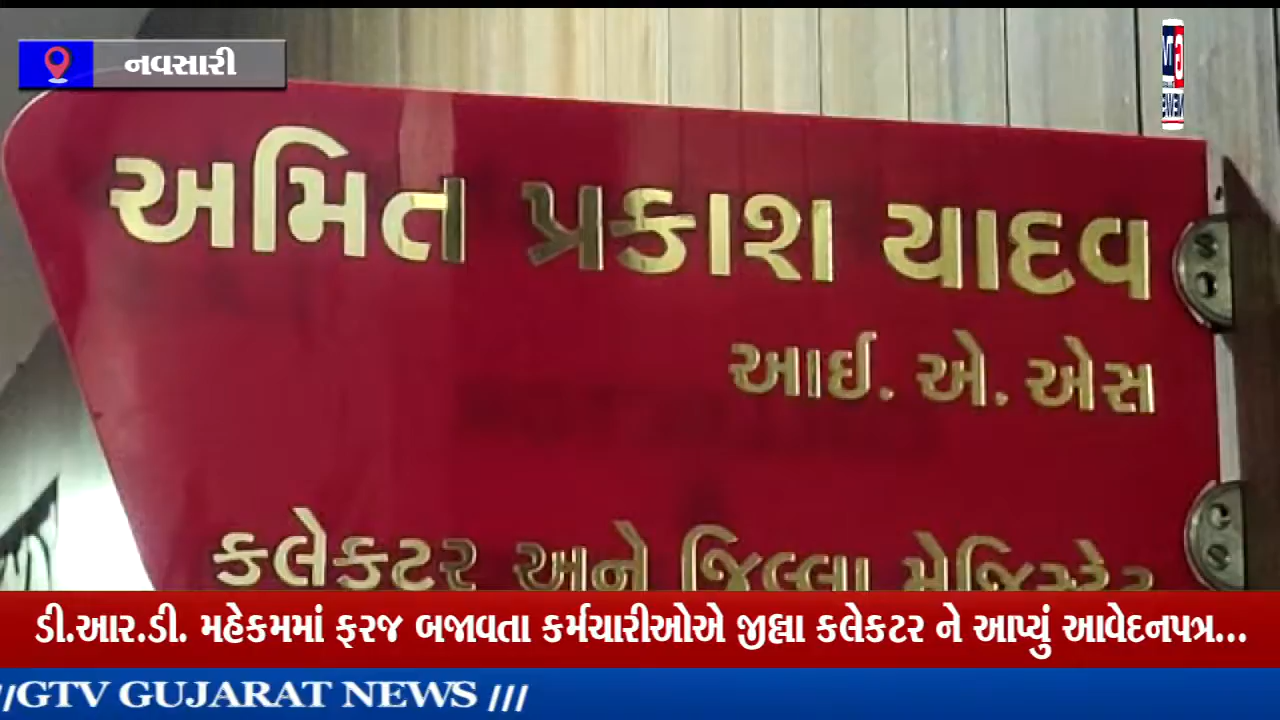 નવસારી
અમિત પ્રકાશ યાદવ
આઈ. એ. એસ
કલેક્ટર અને જિલ્લા મેજિસ્ટ્રેટ
ડી.આર.ડી. મહેકમમાં ફરજ બજાવતા કર્મચારીઓએ જીલ્લા કલેકટર ને આપ્યું આવેદનપત્ર...
//GTV GUJARAT NEWS ///